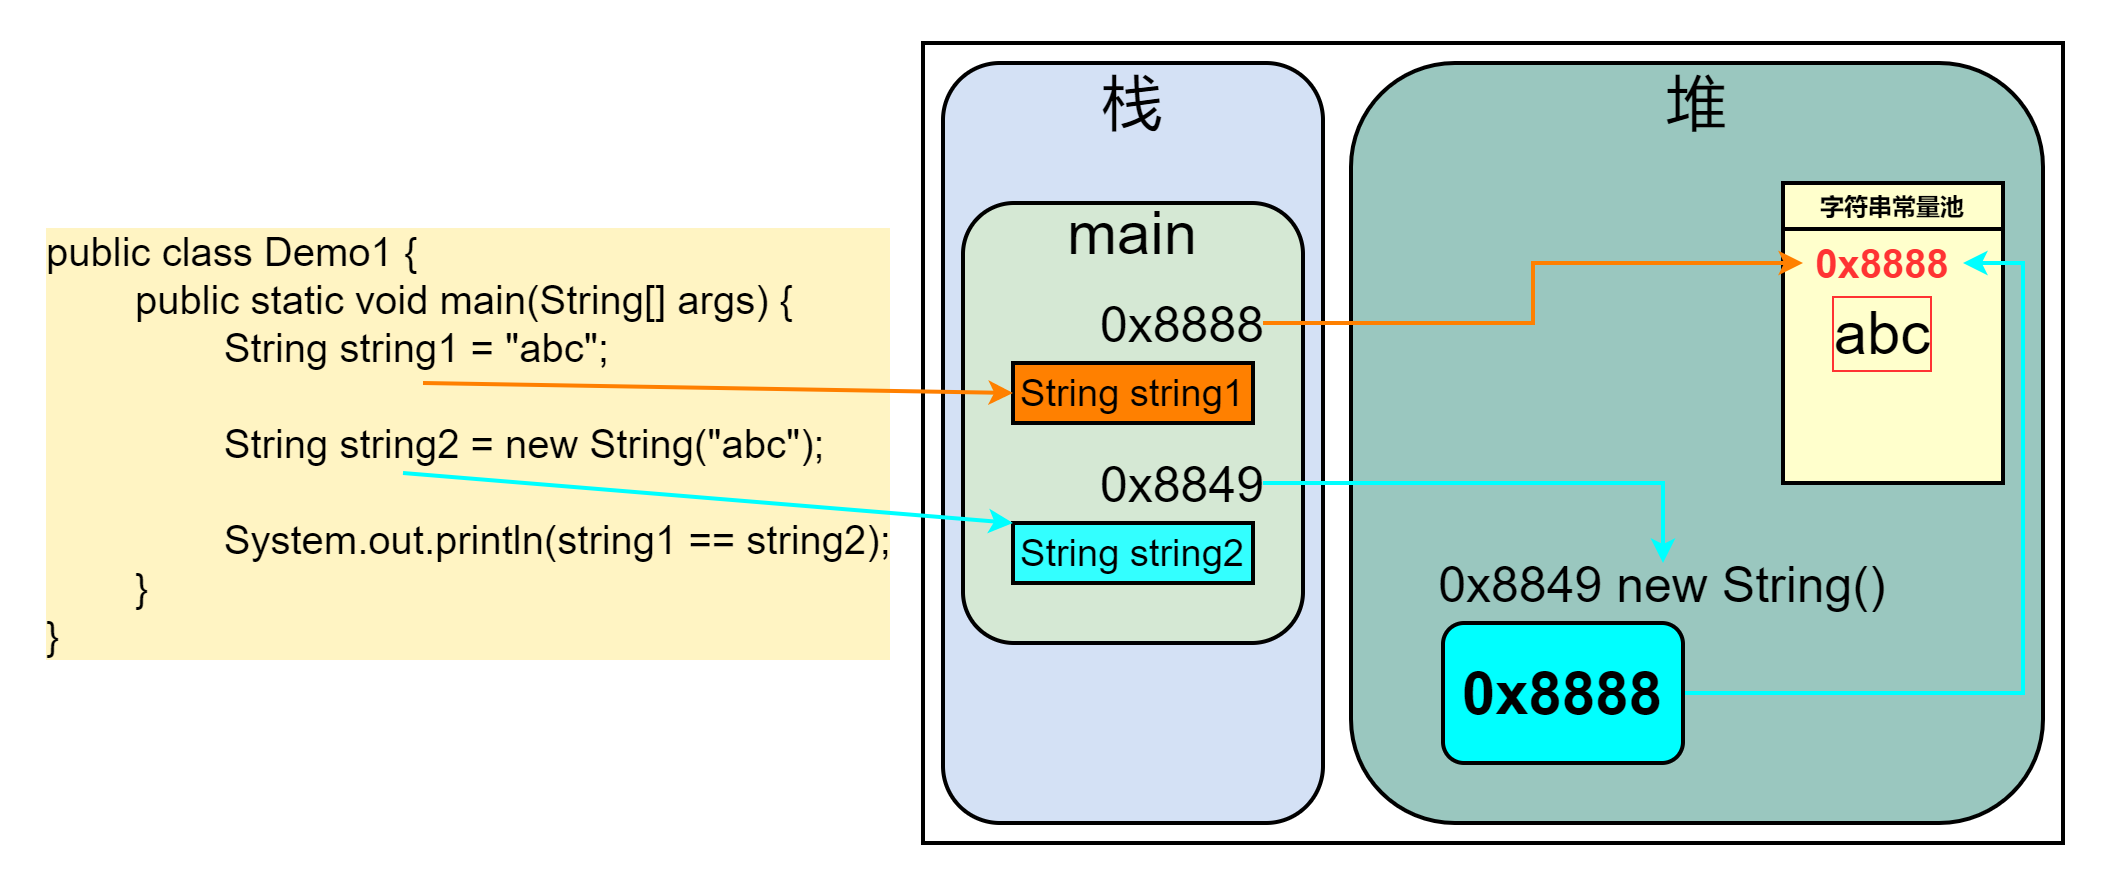 public class Demo1 {
public static void main(String[] args) {
String string1 = "abc";
String string2 = new String("abc");
System.out.println(string1 == string2);
}
}
栈
main
0x8888
String string1
0x8849
String string2
堆
字符串常量池
0x8888
abc
0x8849 new String()
0x8888